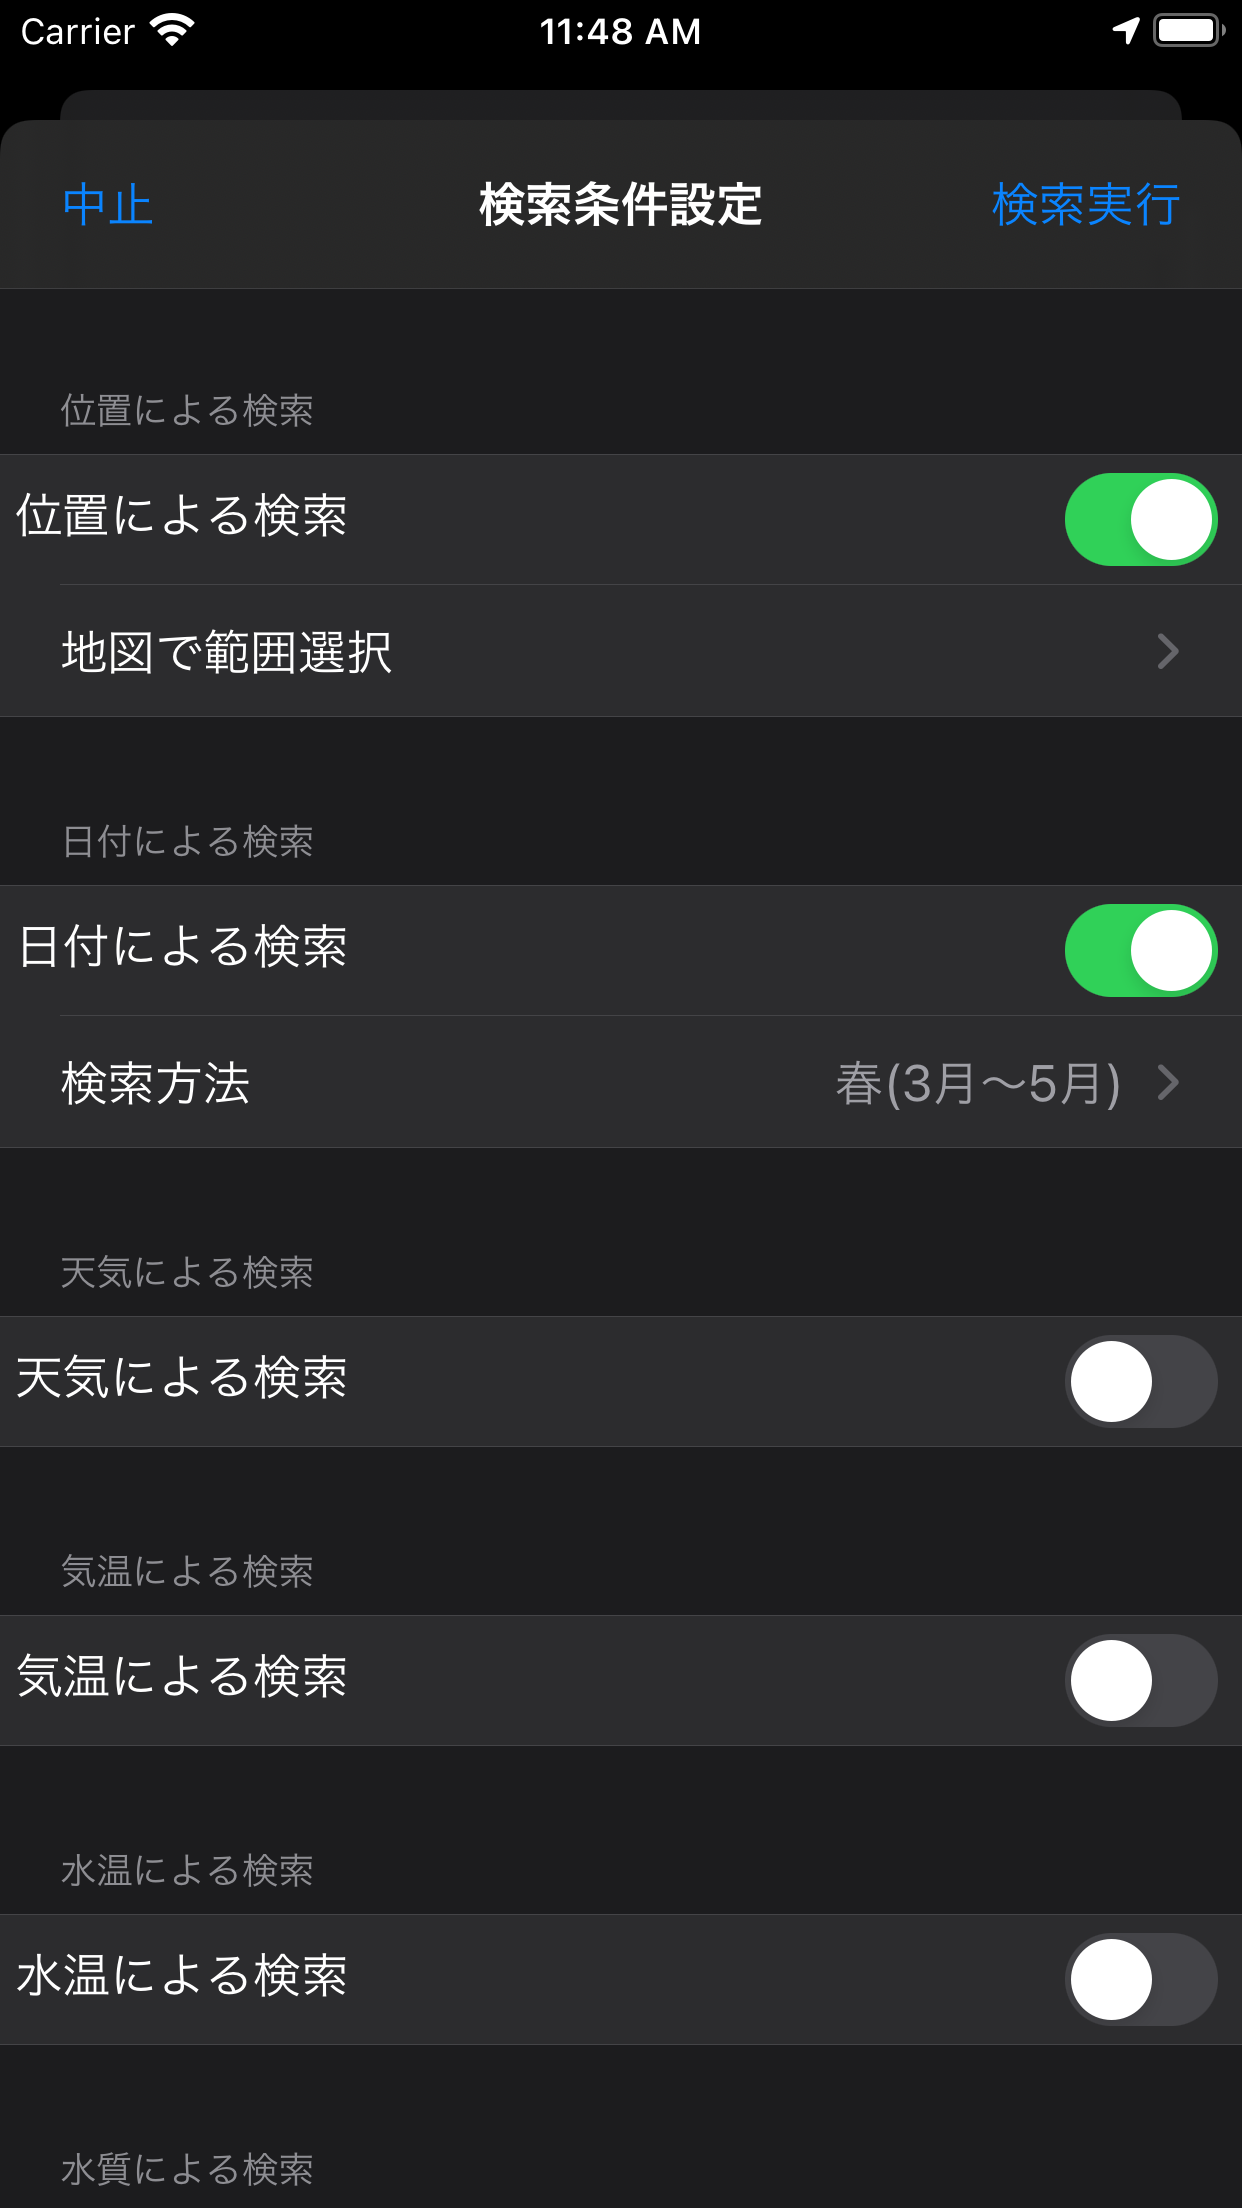 Carrier 11:48 AM
中止 検索条件設定 検索実行
位置による検索
位置による検索
地図で範囲選択
日付による検索
日付による検索
検索方法 春(3月〜5月)
天気による検索
天気による検索
気温による検索
気温による検索
水温による検索
水温による検索
水質による検索